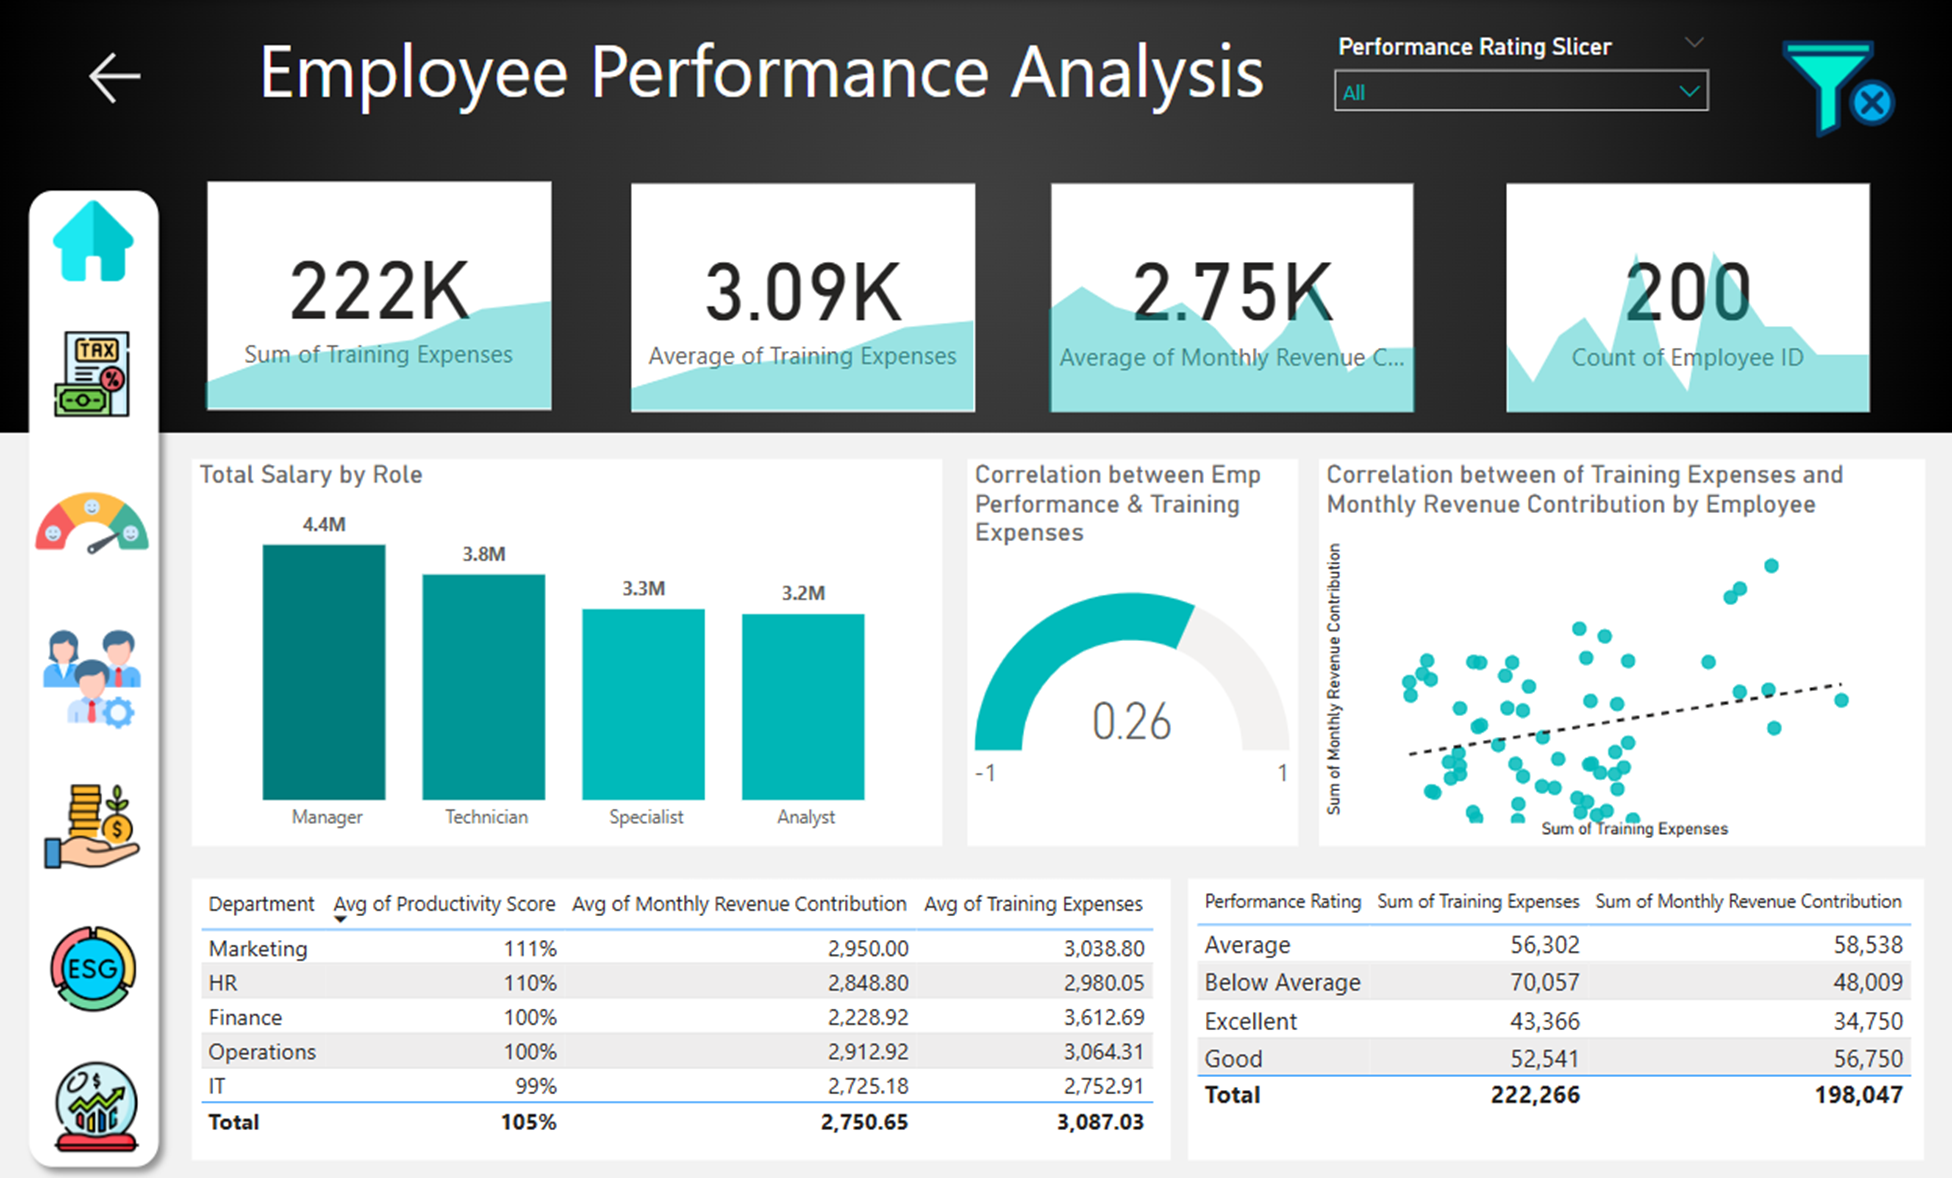 Employee Performance Analysis
Performance Rating Slicer
All
222K
Sum of Training Expenses
3.09K
Average of Training Expenses
2.75K
Average of Monthly Revenue C...
200
Count of Employee ID
TAX
%
$
ESG
$
Total Salary by Role
4.4M
3.8M
3.3M
3.2M
Manager
Technician
Specialist
Analyst
Correlation between Emp
Performance & Training
Expenses
0.26
-1
1
Correlation between of Training Expenses and
Monthly Revenue Contribution by Employee
Sum of Monthly Revenue Contribution
Sum of Training Expenses
Department Avg of Productivity Score Avg of Monthly Revenue Contribution Avg of Training Expenses
Marketing 111% 2,950.00 3,038.80
HR 110% 2,848.80 2,980.05
Finance 100% 2,228.92 3,612.69
Operations 100% 2,912.92 3,064.31
IT 99% 2,725.18 2,752.91
Total 105% 2,750.65 3,087.03
Performance Rating Sum of Training Expenses Sum of Monthly Revenue Contribution
Average 56,302 58,538
Below Average 70,057 48,009
Excellent 43,366 34,750
Good 52,541 56,750
Total 222,266 198,047